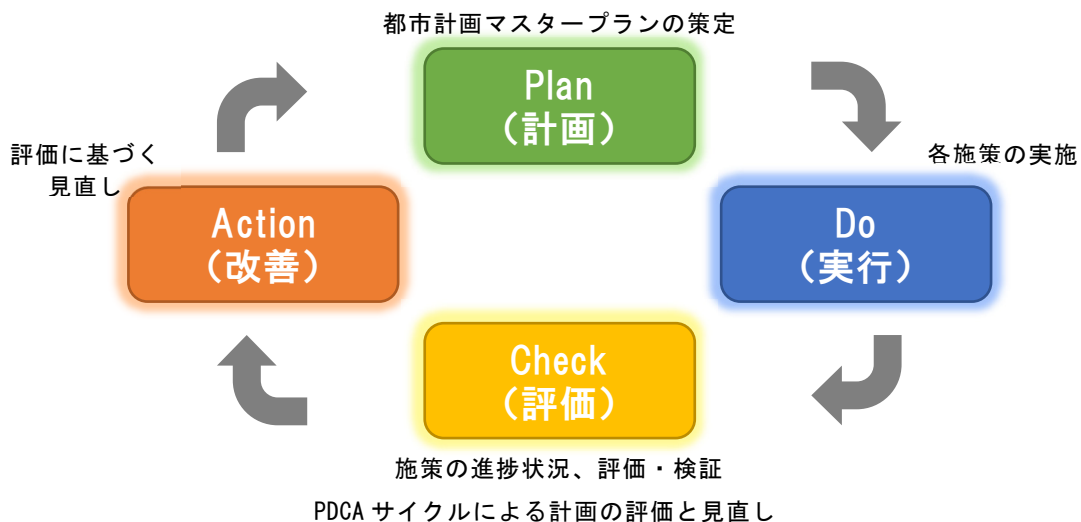 都市計画マスタープランの策定
Plan
（計画）
各施策の実施
Do
（実行）
Check
（評価）
施策の進捗状況、評価・検証
評価に基づく
見直し
Action
（改善）
PDCA サイクルによる計画の評価と見直し